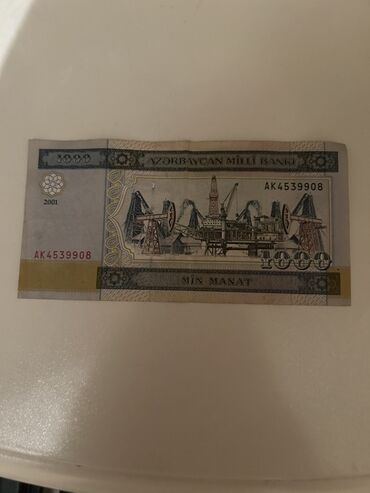 1000 AZƏRBAYCAN MİLLİ BANKI
AK4539908
2001
AK4539908
1000
MİN MANAT